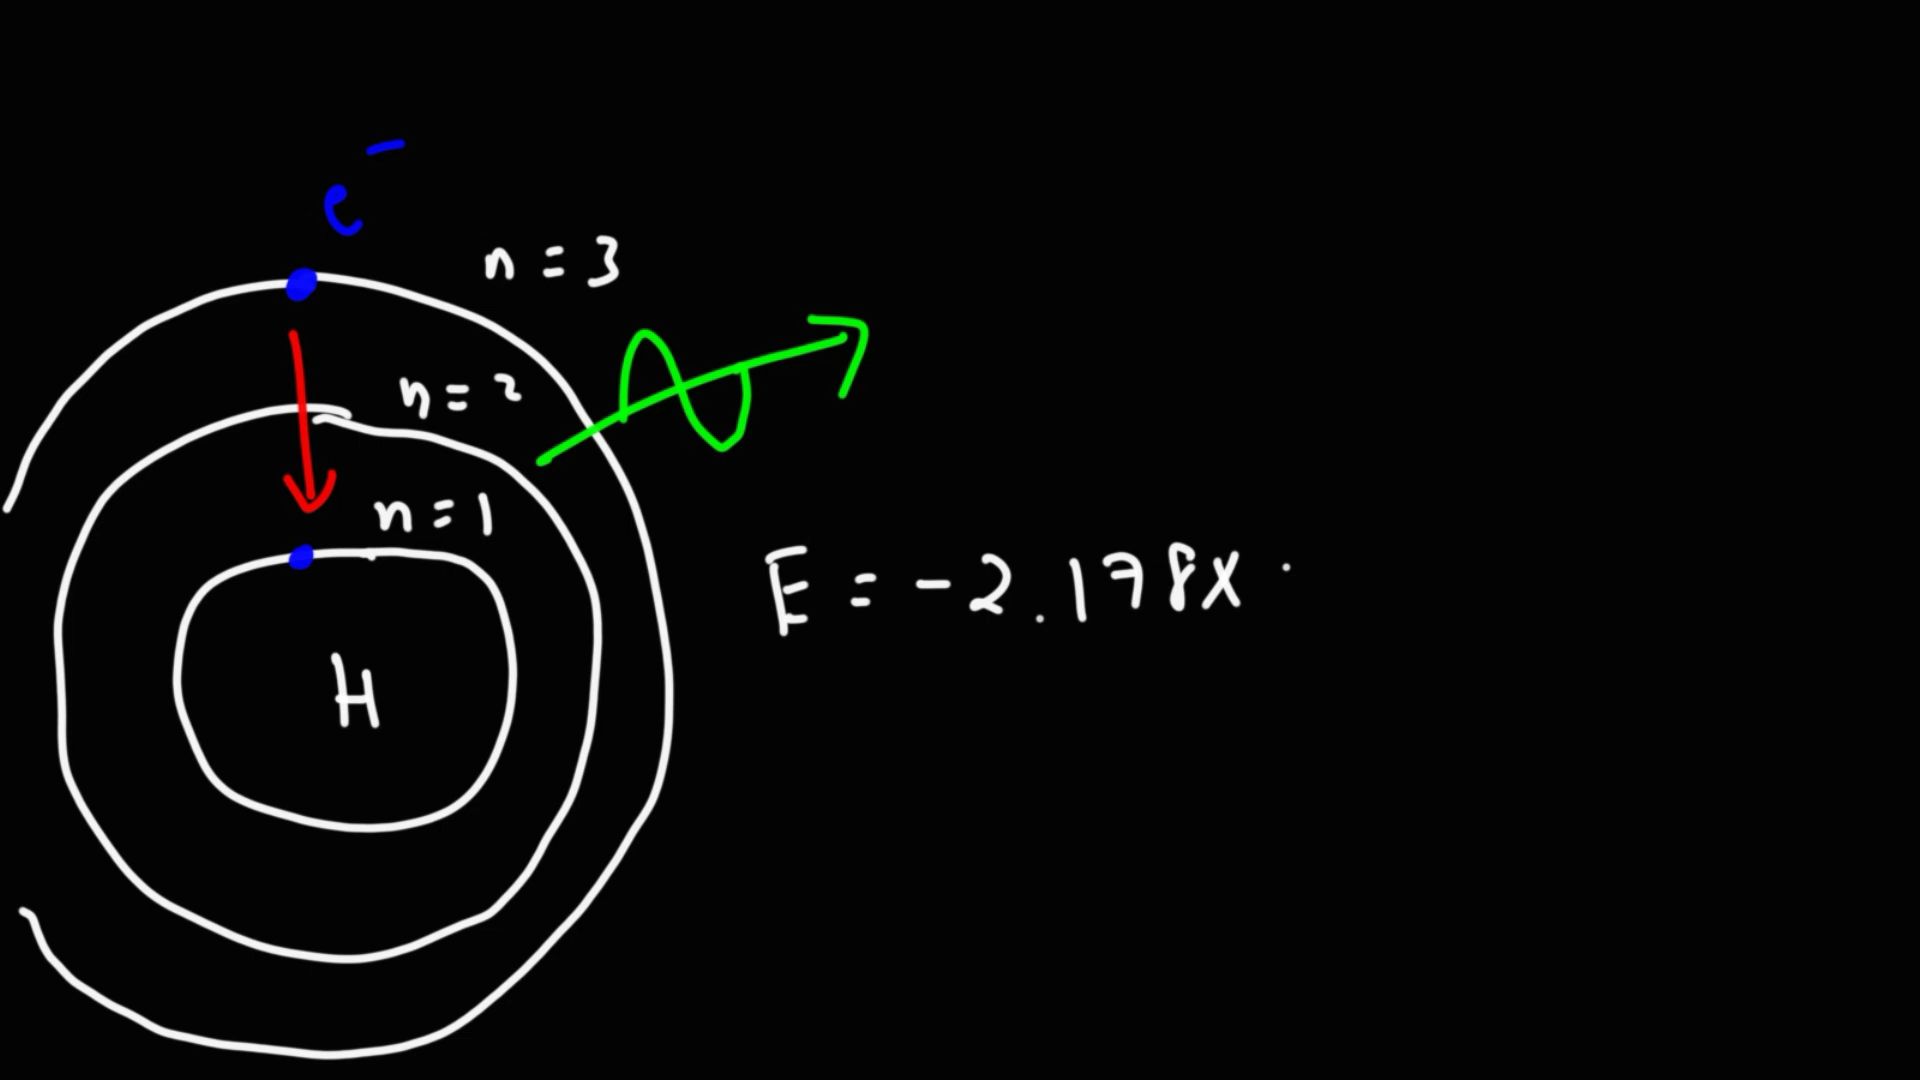 e⁻
n = 3
n = 2
n = 1
E = -2.178x
H